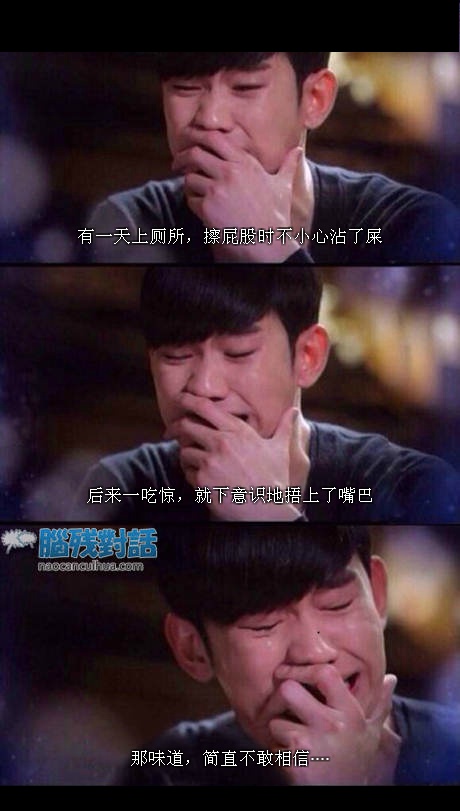 有一天上厕所，擦屁股时不小心沾了屎
后来一吃惊，就下意识地捂上了嘴巴
腦残對話
naocanculhua.com
那味道，简直不敢相信····